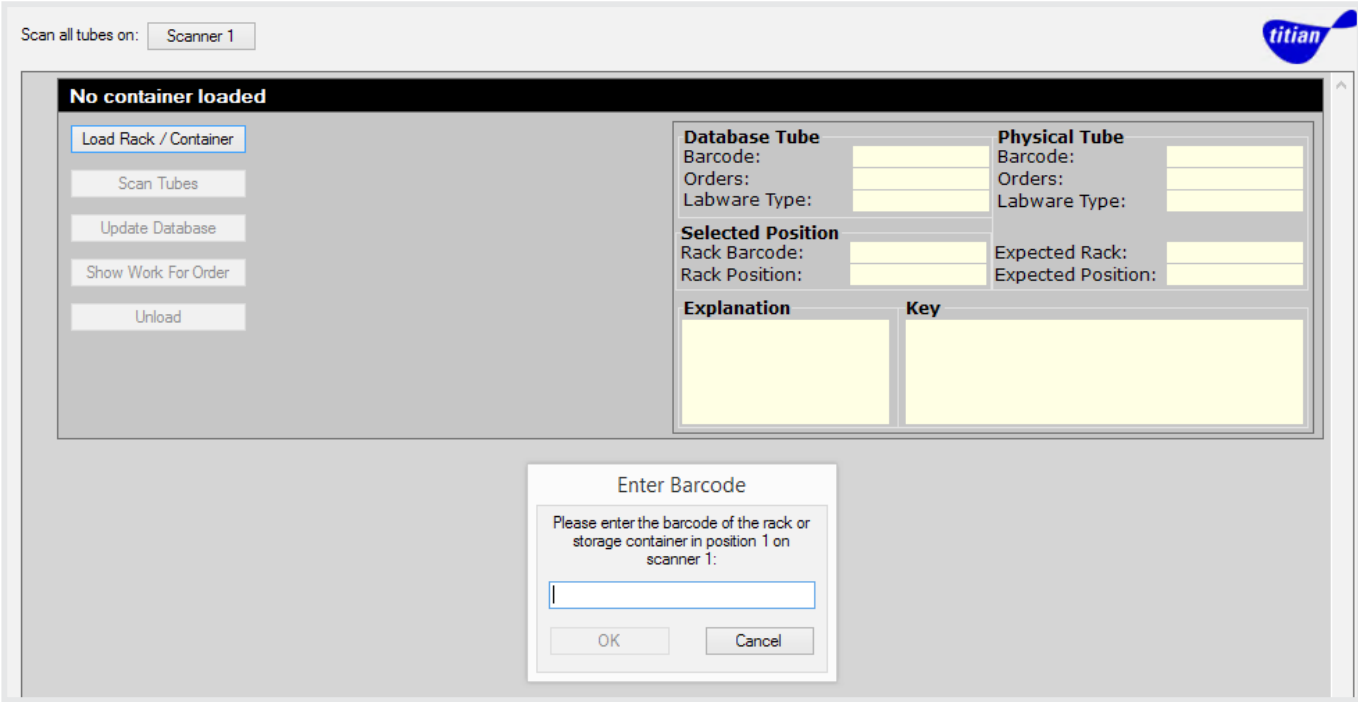 Scan all tubes on: Scanner 1
titian
No container loaded
Load Rack / Container
Scan Tubes
Update Database
Show Work For Order
Unload
Database Tube
Barcode:
Orders:
Labware Type:
Physical Tube
Barcode:
Orders:
Labware Type:
Selected Position
Rack Barcode:
Rack Position:
Expected Rack:
Expected Position:
Explanation
Key
Enter Barcode
Please enter the barcode of the rack or
storage container in position 1 on
scanner 1:
OK
Cancel